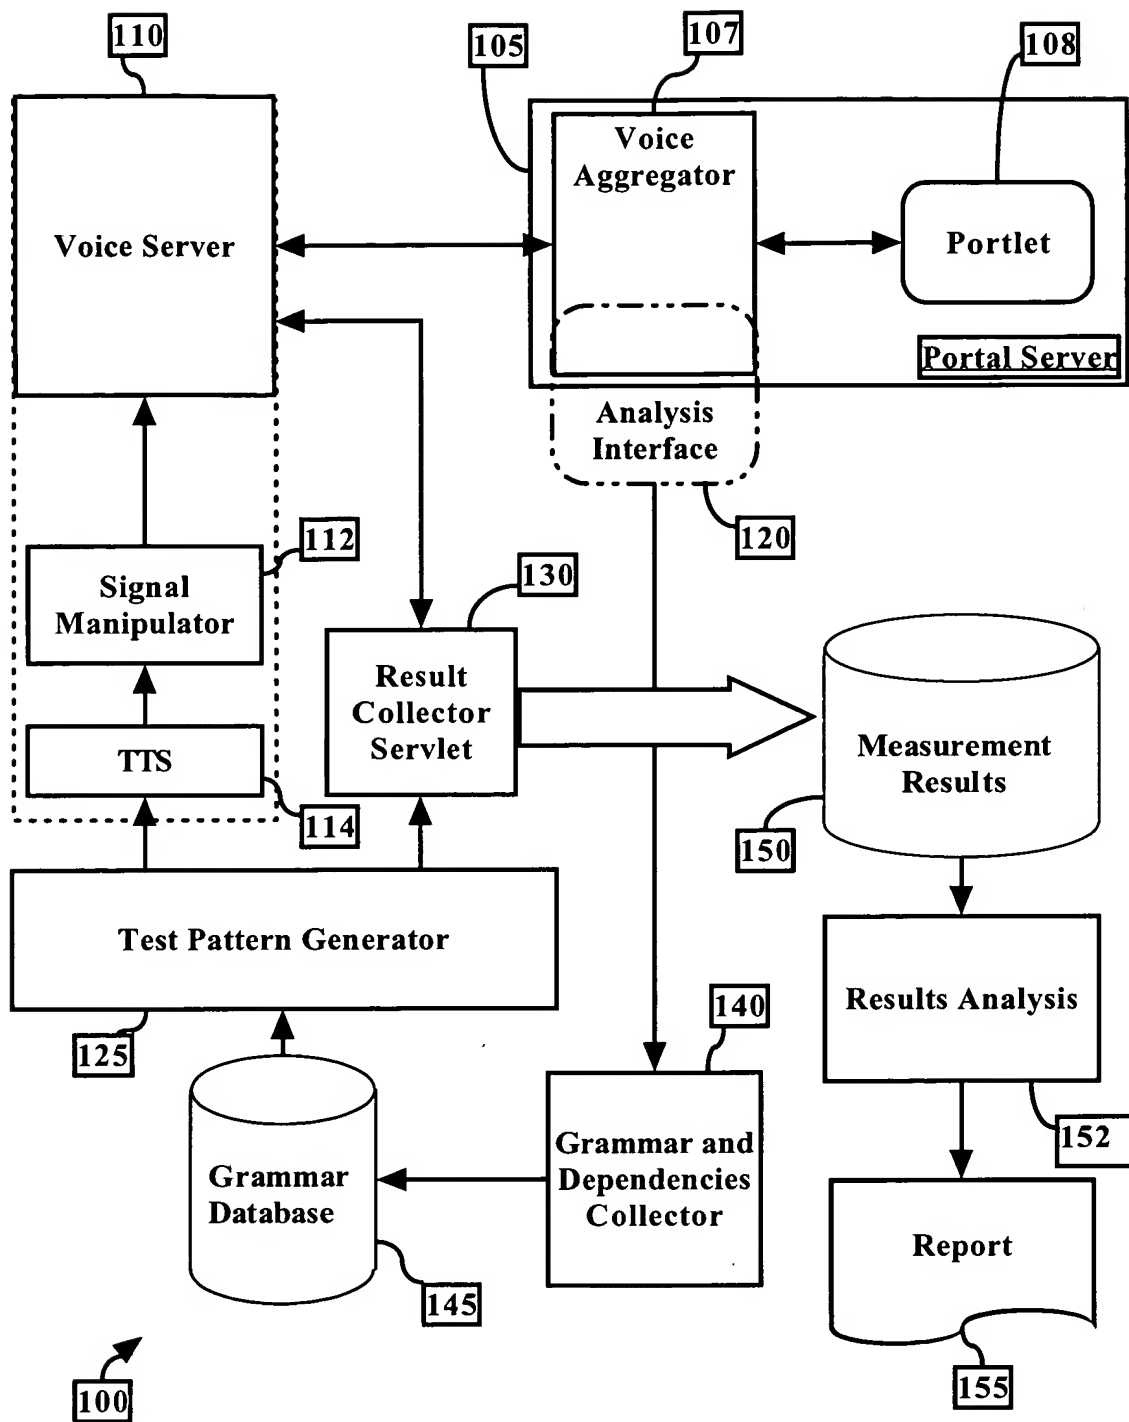 110
105
107
108
Voice
Aggregator
Voice Server
Portlet
Portal Server
Analysis
Interface
120
112
130
Signal
Manipulator
Result
Collector
Servlet
TTS
114
Measurement
Results
150
Test Pattern Generator
Results Analysis
125
140
152
Grammar and
Dependencies
Collector
Grammar
Database
145
Report
155
100